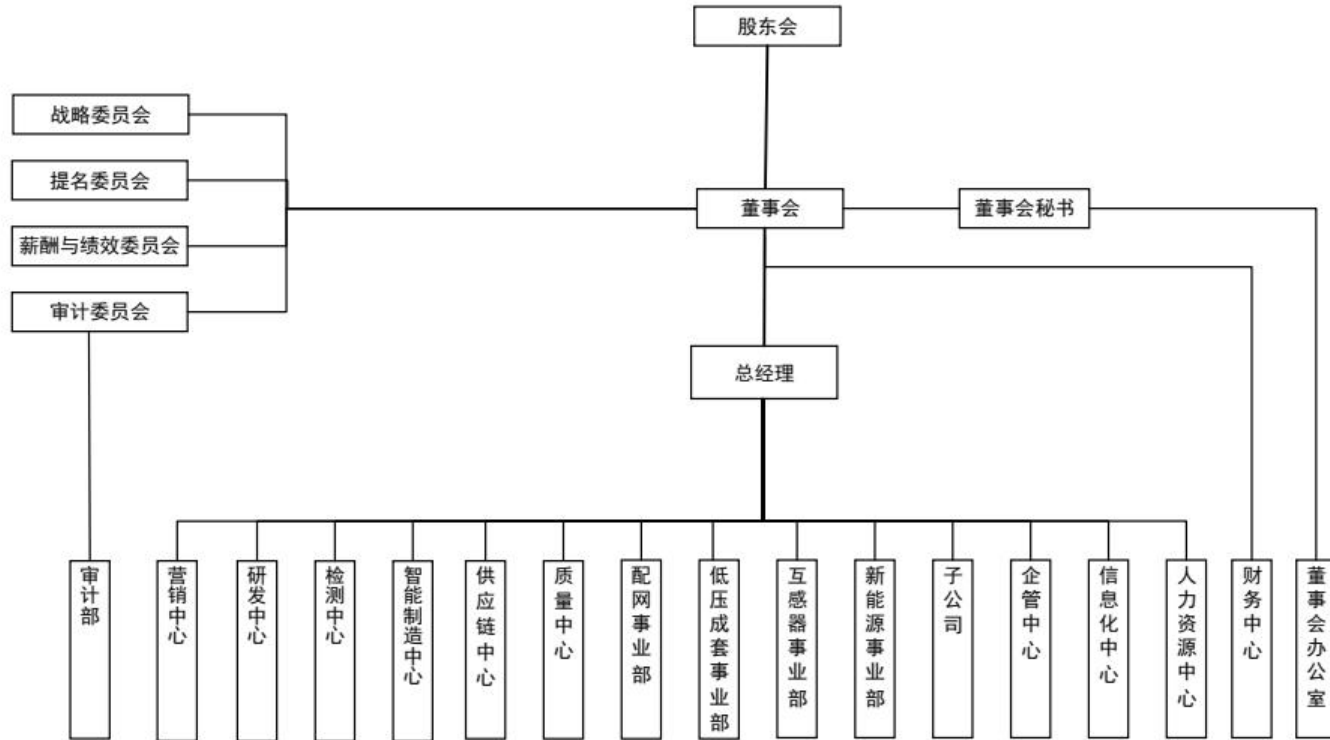 股东会
战略委员会
提名委员会
董事会
董事会秘书
薪酬与绩效委员会
审计委员会
总经理
审计部
营销中心
研发中心
检测中心
智能制造中心
供应链中心
质量中心
配网事业部
低压成套事业部
互感器事业部
新能源事业部
子公司
企管中心
信息化中心
人力资源中心
财务中心
董事会办公室